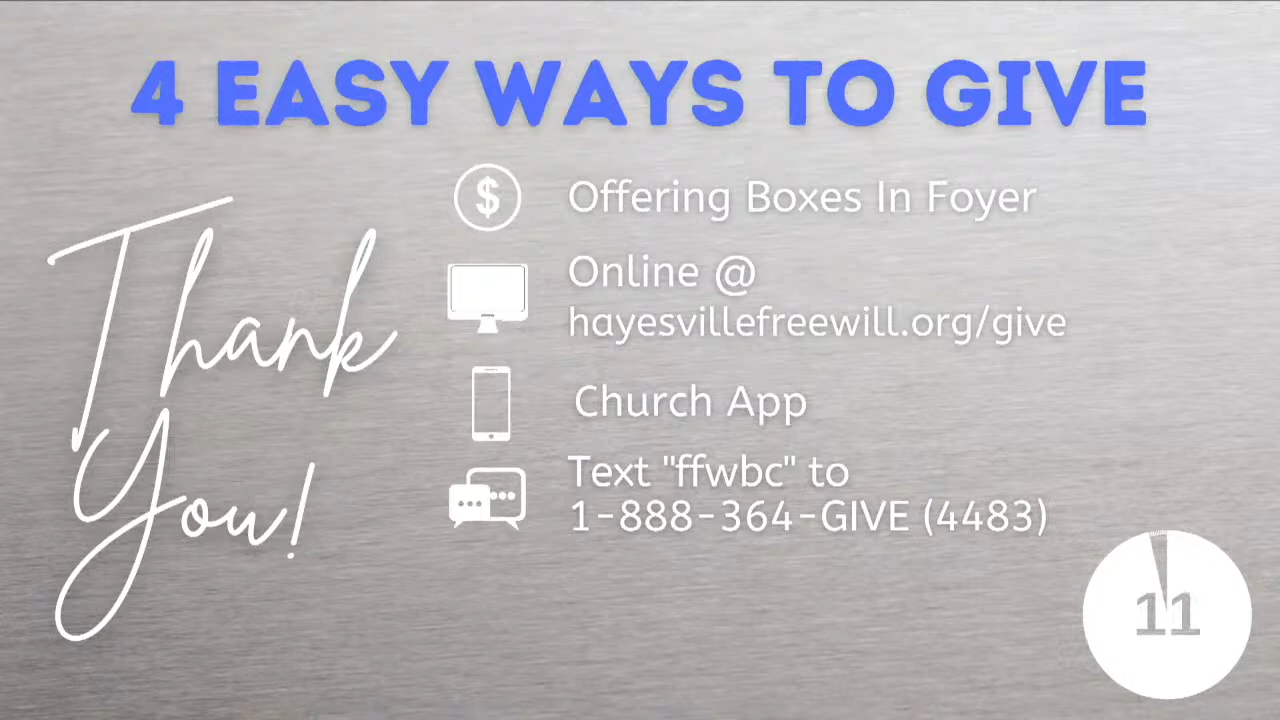 4 EASY WAYS TO GIVE
Thank
You!
Offering Boxes In Foyer
Online @
hayesvillefreewill.org/give
Church App
Text "ffwbc" to
1-888-364-GIVE (4483)
11